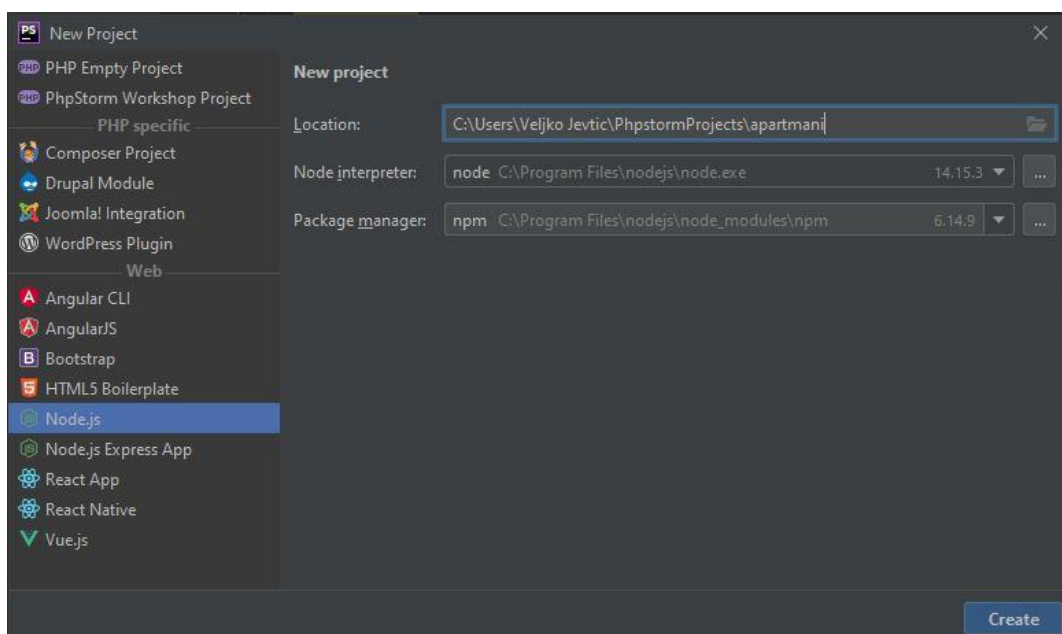 PS New Project
PHP Empty Project
PhpStorm Workshop Project
PHP specific
Composer Project
Drupal Module
Joomla! Integration
WordPress Plugin
Web
Angular CLI
AngularJS
Bootstrap
HTML5 Boilerplate
Node.js
Node.js Express App
React App
React Native
Vue.js
New project
Location: C:\Users\Veljko Jevtic\PhpstormProjects\apartmani
Node interpreter: node C:\Program Files\nodejs\node.exe 14.15.3 ...
Package manager: npm C:\Program Files\nodejs\node_modules\npm 6.14.9 ...
Create